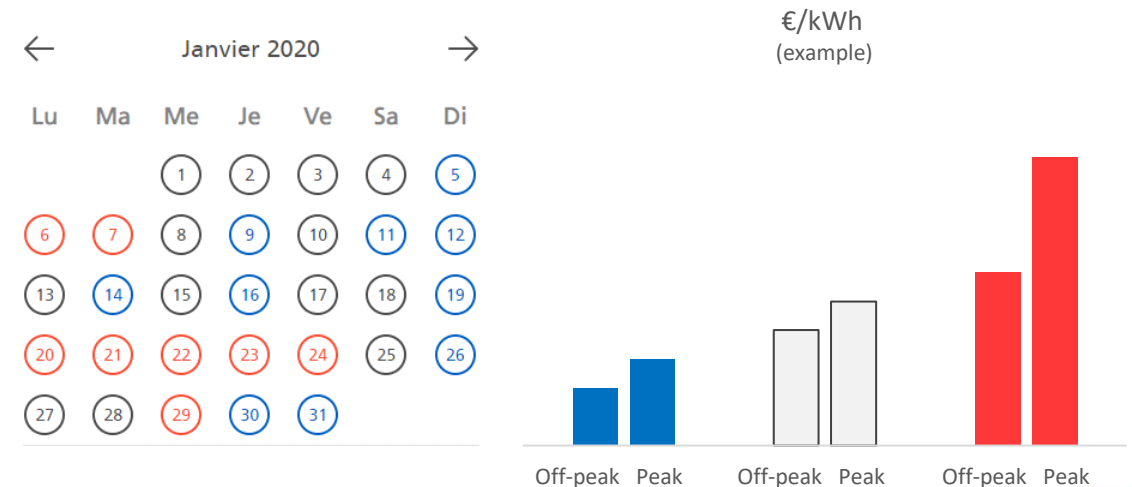 Janvier 2020
Lu Ma Me Je Ve Sa Di
1 2 3 4 5
6 7 8 9 10 11 12
13 14 15 16 17 18 19
20 21 22 23 24 25 26
27 28 29 30 31
€/kWh
(example)
Off-peak Peak Off-peak Peak Off-peak Peak